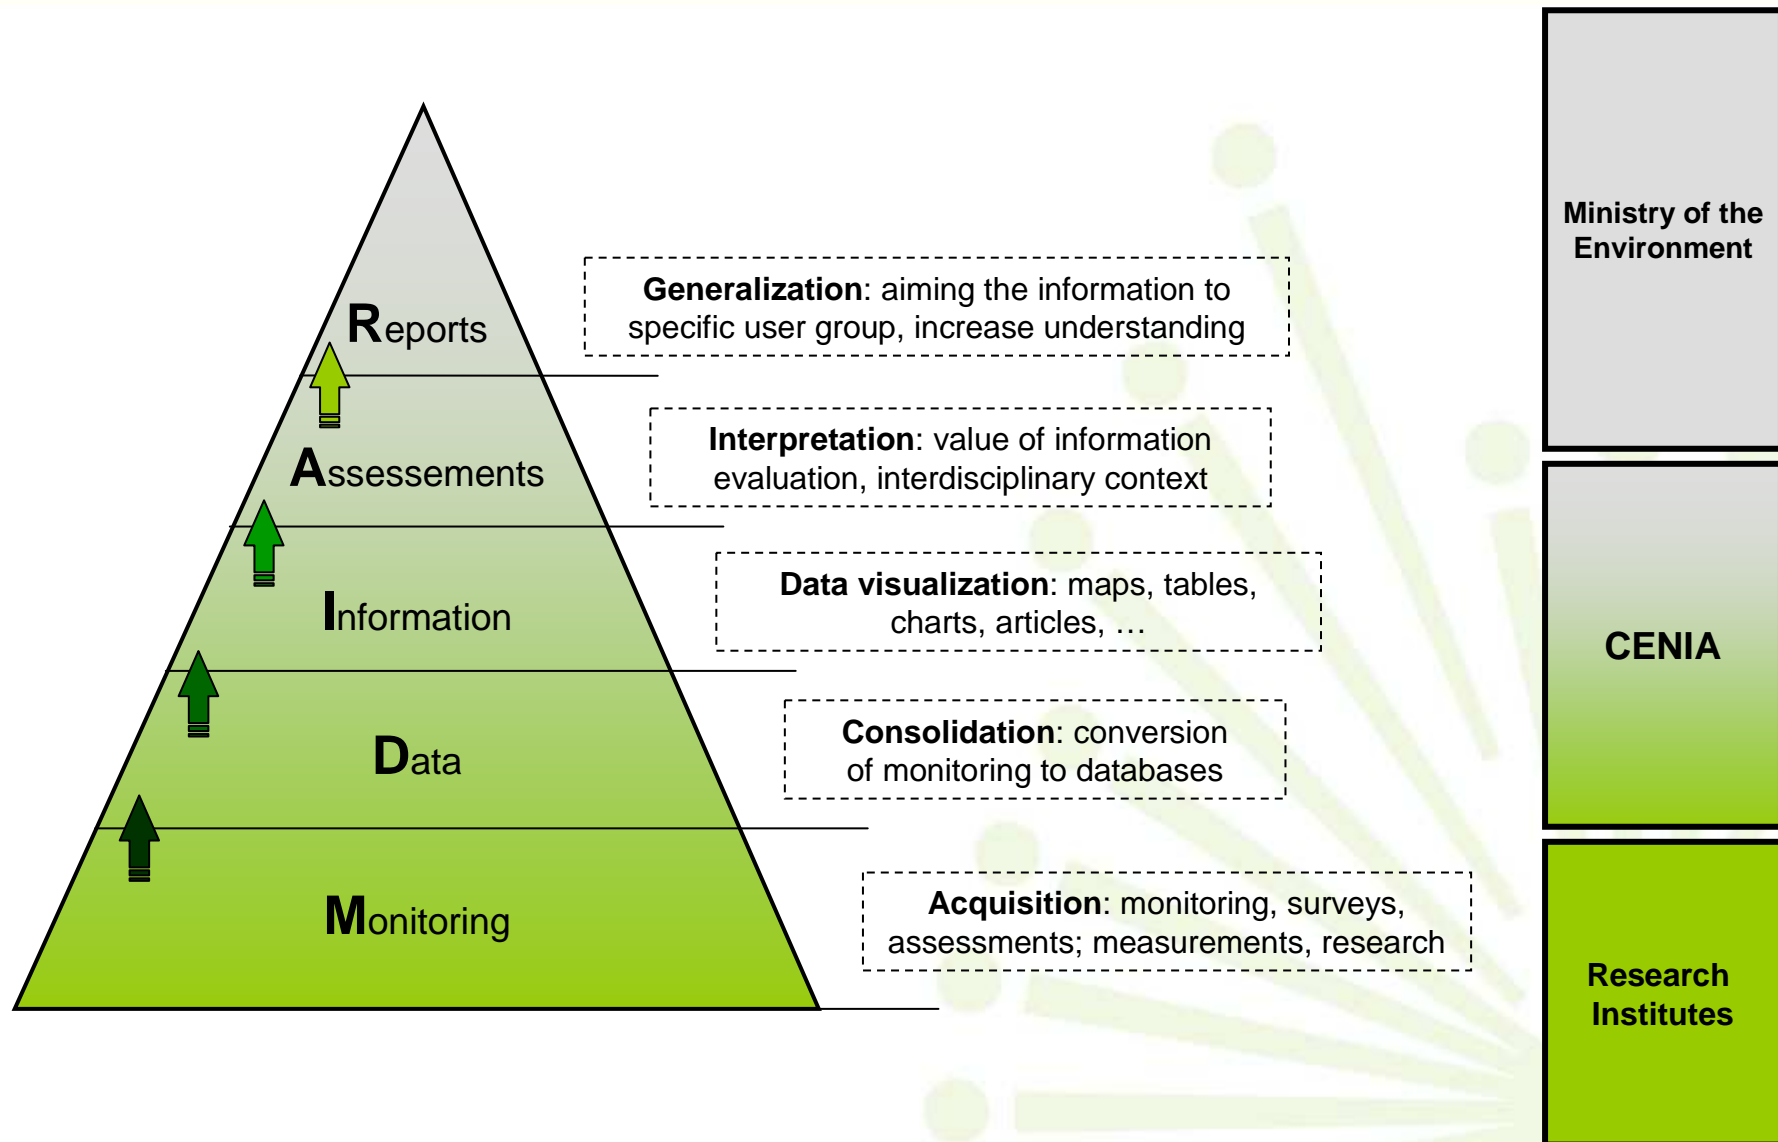 Reports
Generalization: aiming the information to
specific user group, increase understanding
Assessements
Interpretation: value of information
evaluation, interdisciplinary context
Information
Data visualization: maps, tables,
charts, articles, …
Data
Consolidation: conversion
of monitoring to databases
Monitoring
Acquisition: monitoring, surveys,
assessments; measurements, research
Ministry of the
Environment
CENIA
Research
Institutes